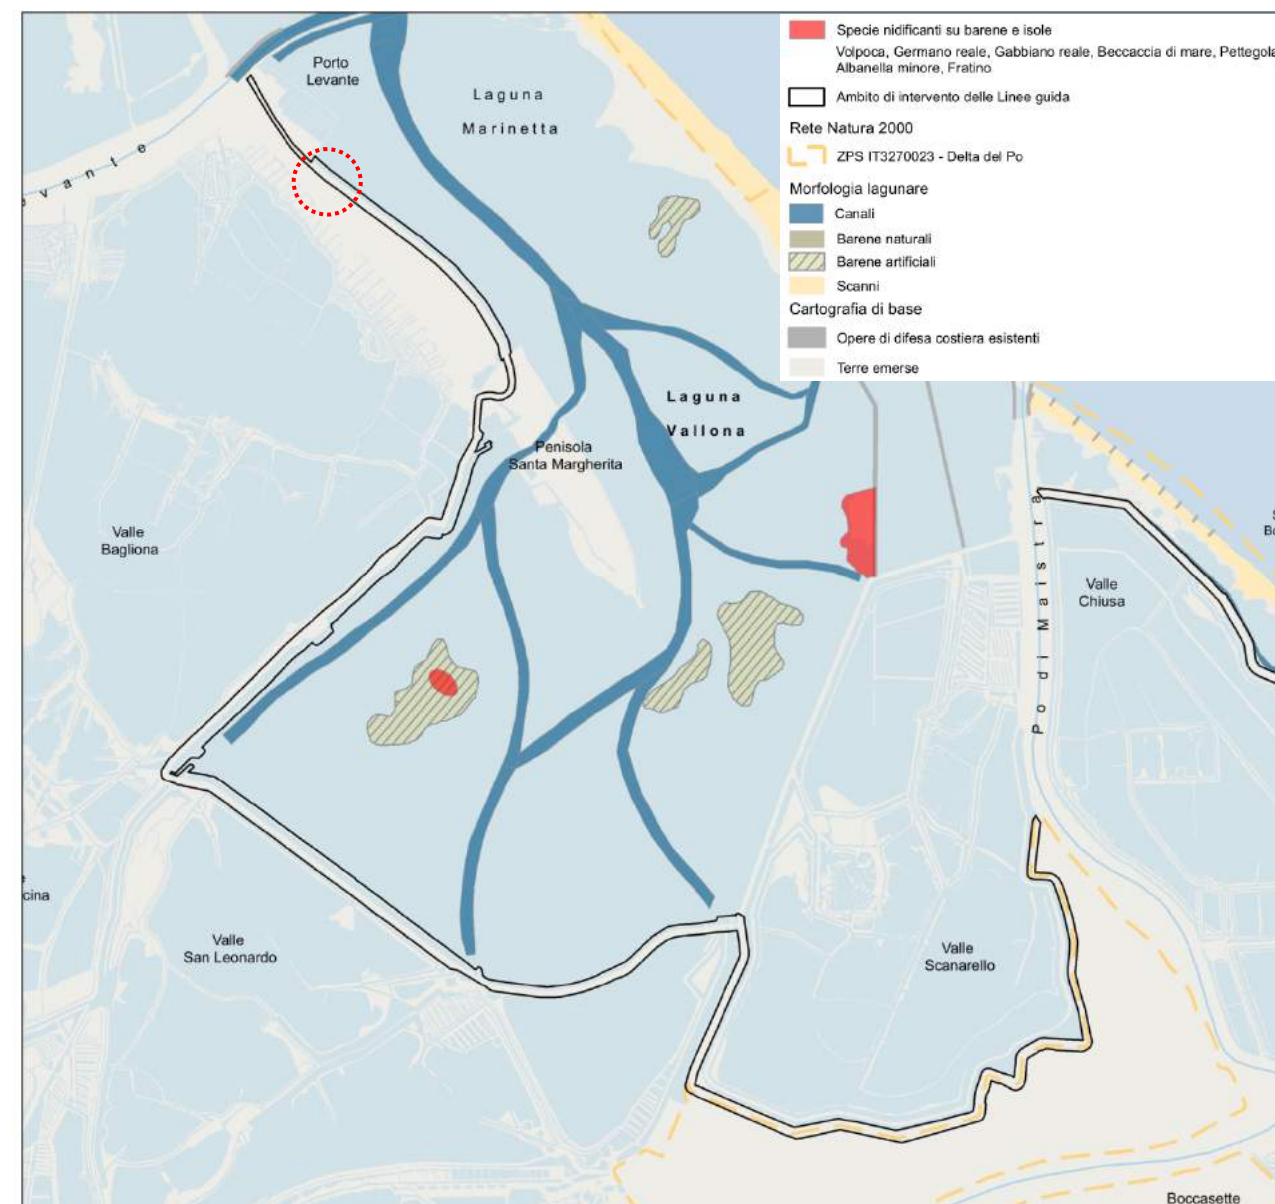 Specie nidificanti su barene e isole
Volpoca, Germano reale, Gabbiano reale, Beccaccia di mare, Pettegola
Albanella minore, Fratino
Ambito di intervento delle Linee guida
Rete Natura 2000
ZPS IT3270023 - Delta del Po
Morfologia lagunare
Canali
Barene naturali
Barene artificiali
Scanni
Cartografia di base
Opere di difesa costiera esistenti
Terre emerse
Porto
Levante
Laguna
Marinetta
evante
Laguna
Vallona
Penisola
Santa Margherita
Valle
Bagliona
Po di Maistra
Valle
Chiusa
cina
Valle
San Leonardo
Valle
Scanarello
Boccasette